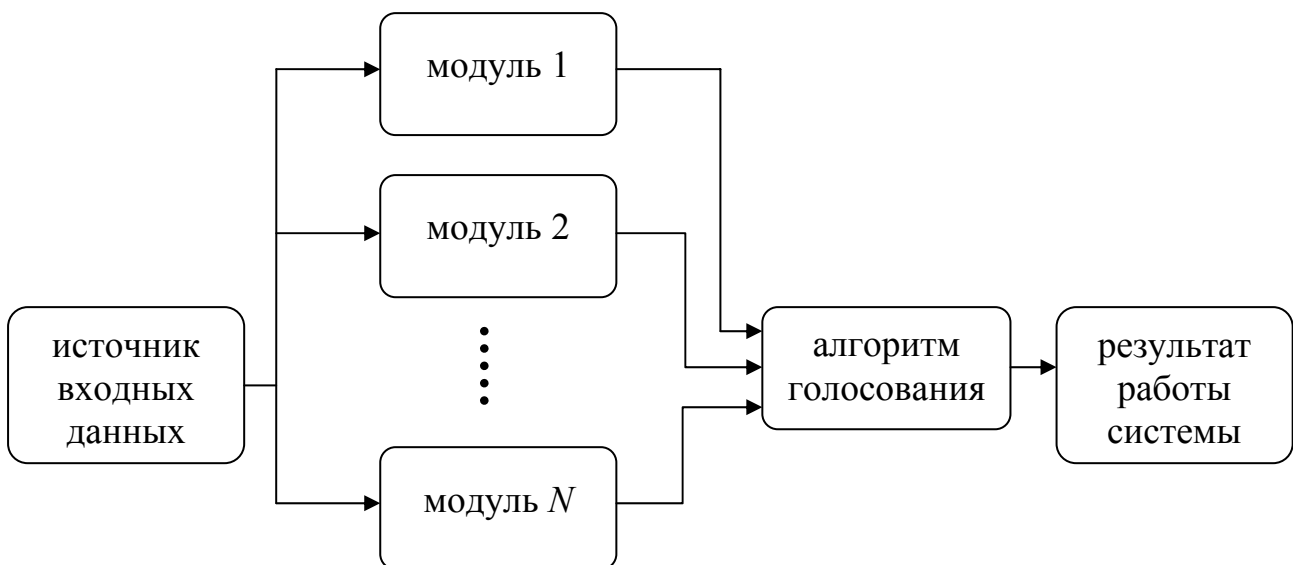 модуль 1
модуль 2
источник
входных
данных
алгоритм
голосования
результат
работы
системы
модуль N